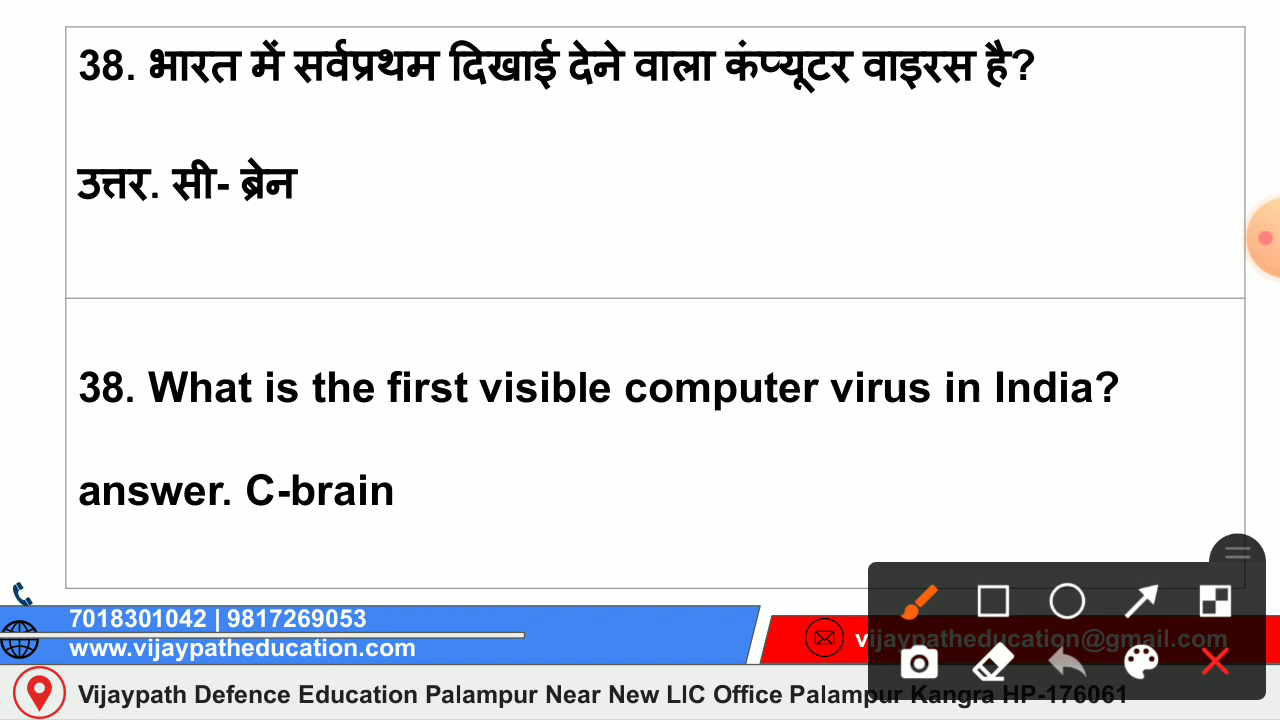 38. भारत में सर्वप्रथम दिखाई देने वाला कंप्यूटर वाइरस है?
उत्तर. सी- ब्रेन
38. What is the first visible computer virus in India?
answer. C-brain
7018301042 | 9817269053
www.vijaypatheducation.com
vijaypatheducation@gmail.com
Vijaypath Defence Education Palampur Near New LIC Office Palampur Kangra HP-176061